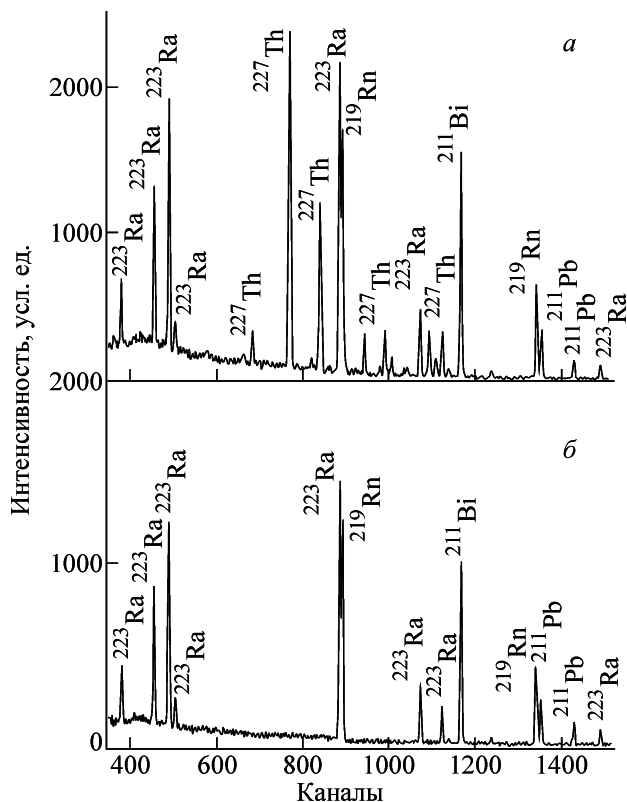 Интенсивность, усл. ед.
а
2000
1000
²²³Ra
²²³Ra
²²³Ra
²²³Ra
²²⁷Th
²²⁷Th
²²⁷Th
²²³Ra
²¹⁹Rn
²²⁷Th
²²³Ra
²²⁷Th
²¹¹Bi
²¹⁹Rn
²¹¹Pb
²¹¹Pb
²²³Ra
б
2000
1000
0
²²³Ra
²²³Ra
²²³Ra
²²³Ra
²²³Ra
²¹⁹Rn
²²³Ra
²²³Ra
²¹¹Bi
²¹⁹Rn
²¹¹Pb
²¹¹Pb
²²³Ra
400 600 800 1000 1200 1400
Каналы